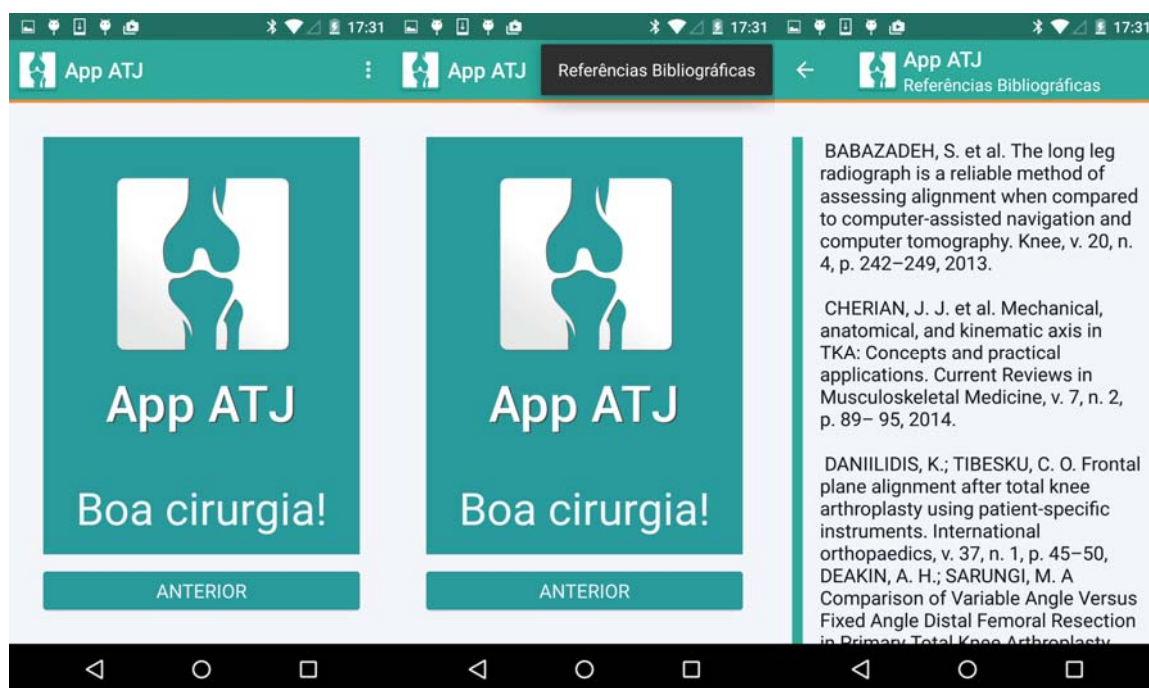 17:31
App ATJ
App ATJ
Boa cirurgia!
ANTERIOR
17:31
App ATJ
Referências Bibliográficas
App ATJ
Boa cirurgia!
ANTERIOR
17:31
App ATJ
Referências Bibliográficas
BABAZADEH, S. et al. The long leg
radiograph is a reliable method of
assessing alignment when compared
to computer-assisted navigation and
computer tomography. Knee, v. 20, n.
4, p. 242–249, 2013.
CHERIAN, J. J. et al. Mechanical,
anatomical, and kinematic axis in
TKA: Concepts and practical
applications. Current Reviews in
Musculoskeletal Medicine, v. 7, n. 2,
p. 89– 95, 2014.
DANIILIDIS, K.; TIBESKU, C. O. Frontal
plane alignment after total knee
arthroplasty using patient-specific
instruments. International
orthopaedics, v. 37, n. 1, p. 45–50,
DEAKIN, A. H.; SARUNGI, M. A
Comparison of Variable Angle Versus
Fixed Angle Distal Femoral Resection
in Primary Total Knee Arthroplasty